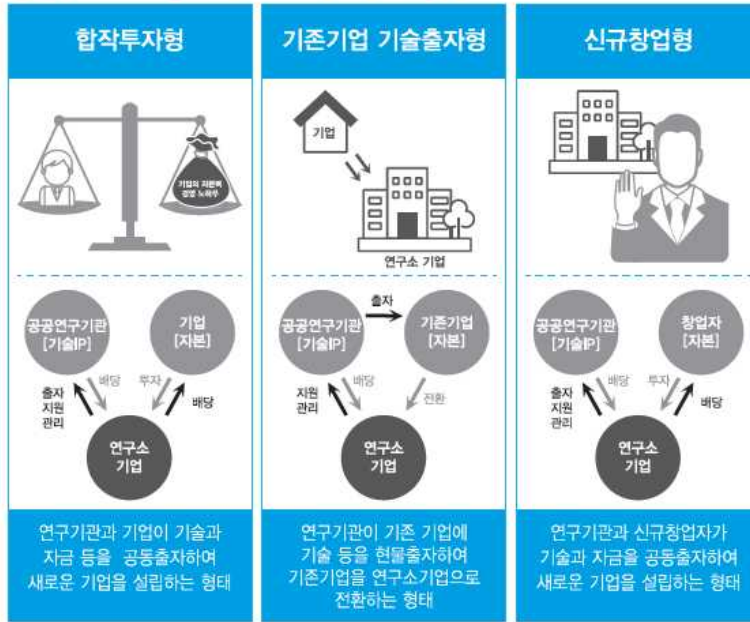 합작투자형
기업의 자본력
경영 노하우
공공연구기관
[기술IP]
기업
[자본]
배당
투자
출자
지원
관리
배당
연구소
기업
연구기관과 기업이 기술과
자금 등을 공동출자하여
새로운 기업을 설립하는 형태
기존기업 기술출자형
기업
연구소 기업
공공연구기관
[기술IP]
출자
기존기업
[자본]
지원
관리
배당
전환
연구소
기업
연구기관이 기존 기업에
기술 등을 현물출자하여
기존기업을 연구소기업으로
전환하는 형태
신규창업형
공공연구기관
[기술IP]
창업자
[자본]
배당
투자
출자
지원
관리
배당
연구소
기업
연구기관과 신규창업자가
기술과 자금을 공동출자하여
새로운 기업을 설립하는 형태